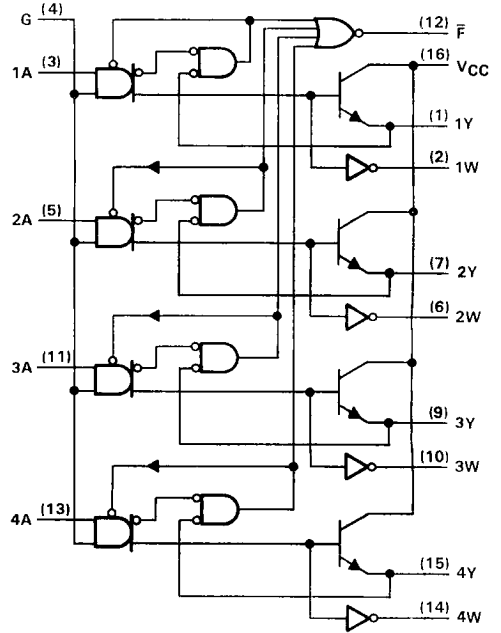 G (4)
(12) F̅
1A (3)
(16) VCC
(1) 1Y
(2) 1W
2A (5)
(7) 2Y
(6) 2W
3A (11)
(9) 3Y
(10) 3W
4A (13)
(15) 4Y
(14) 4W